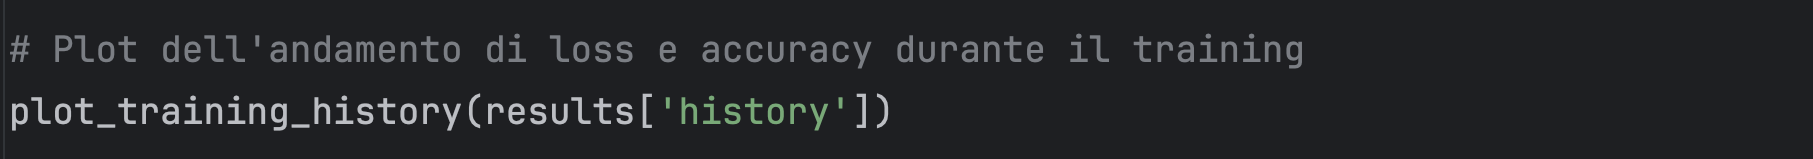 # Plot dell'andamento di loss e accuracy durante il training
plot_training_history(results['history'])